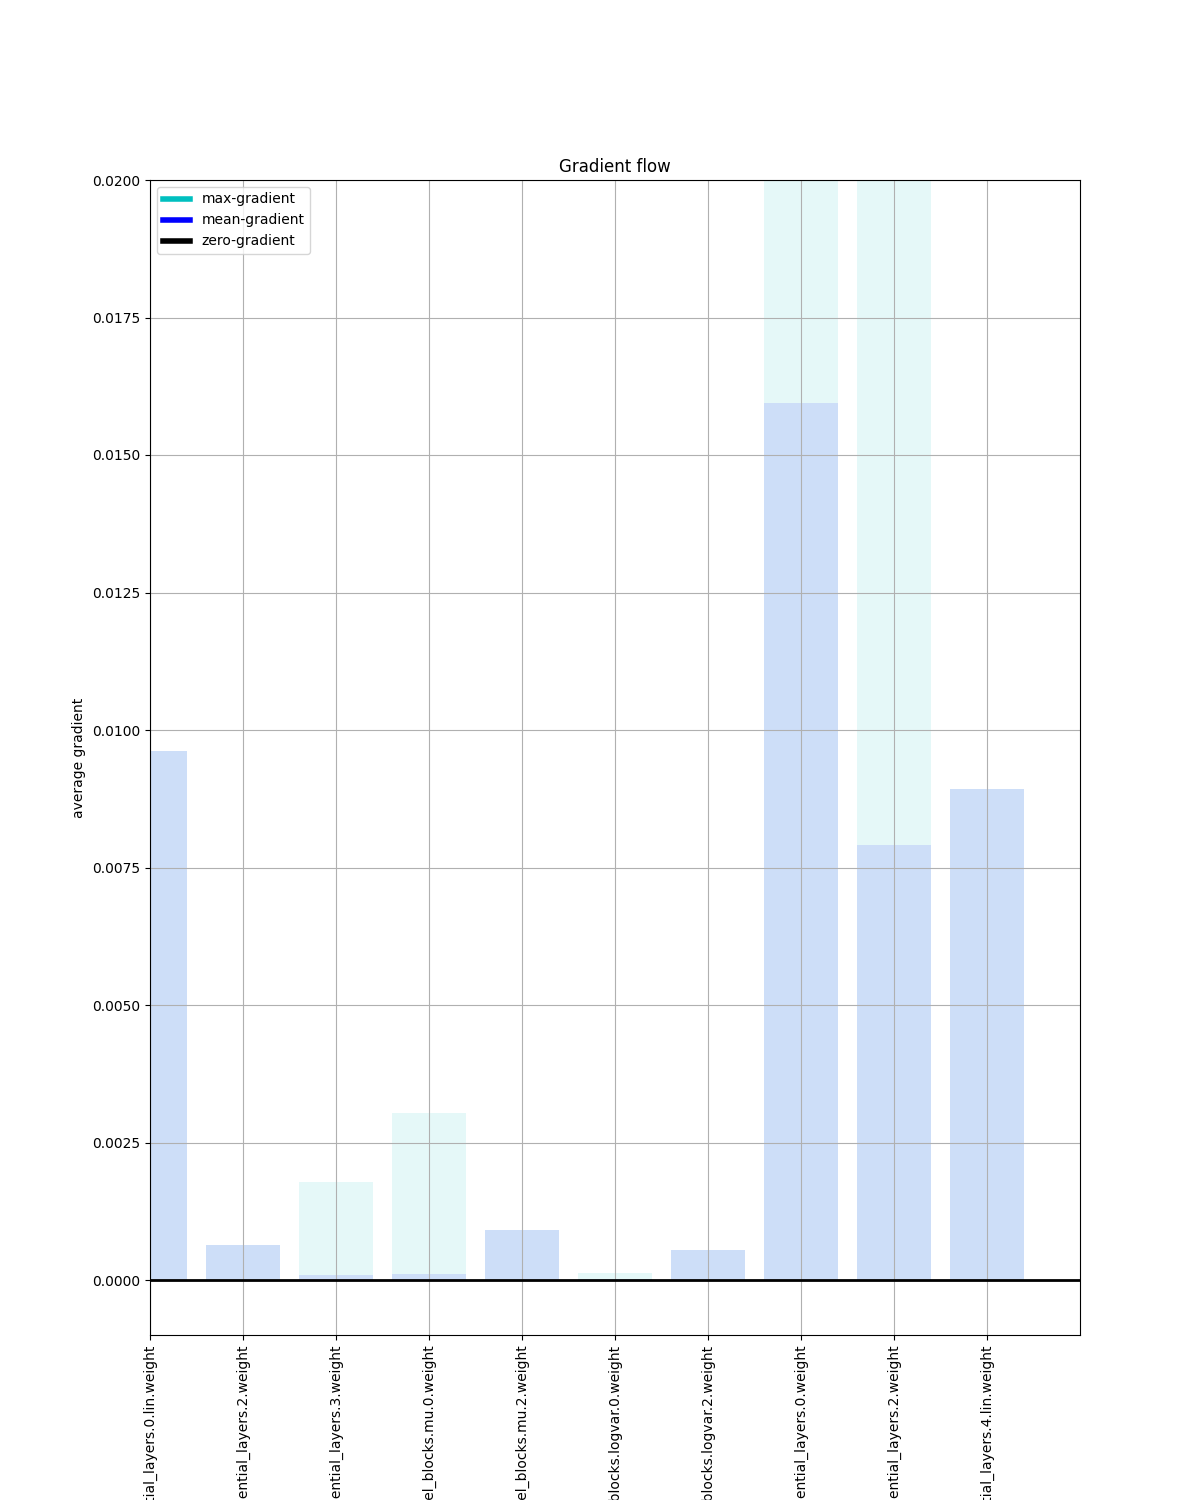 Gradient flow
max-gradient
mean-gradient
zero-gradient
0.0200
0.0175
0.0150
0.0125
0.0100
0.0075
0.0050
0.0025
0.0000
average gradient
tial_layers.0.lin.weight
ential_layers.2.weight
ential_layers.3.weight
el_blocks.mu.0.weight
el_blocks.mu.2.weight
blocks.logvar.0.weight
blocks.logvar.2.weight
ential_layers.0.weight
ential_layers.2.weight
tial_layers.4.lin.weight